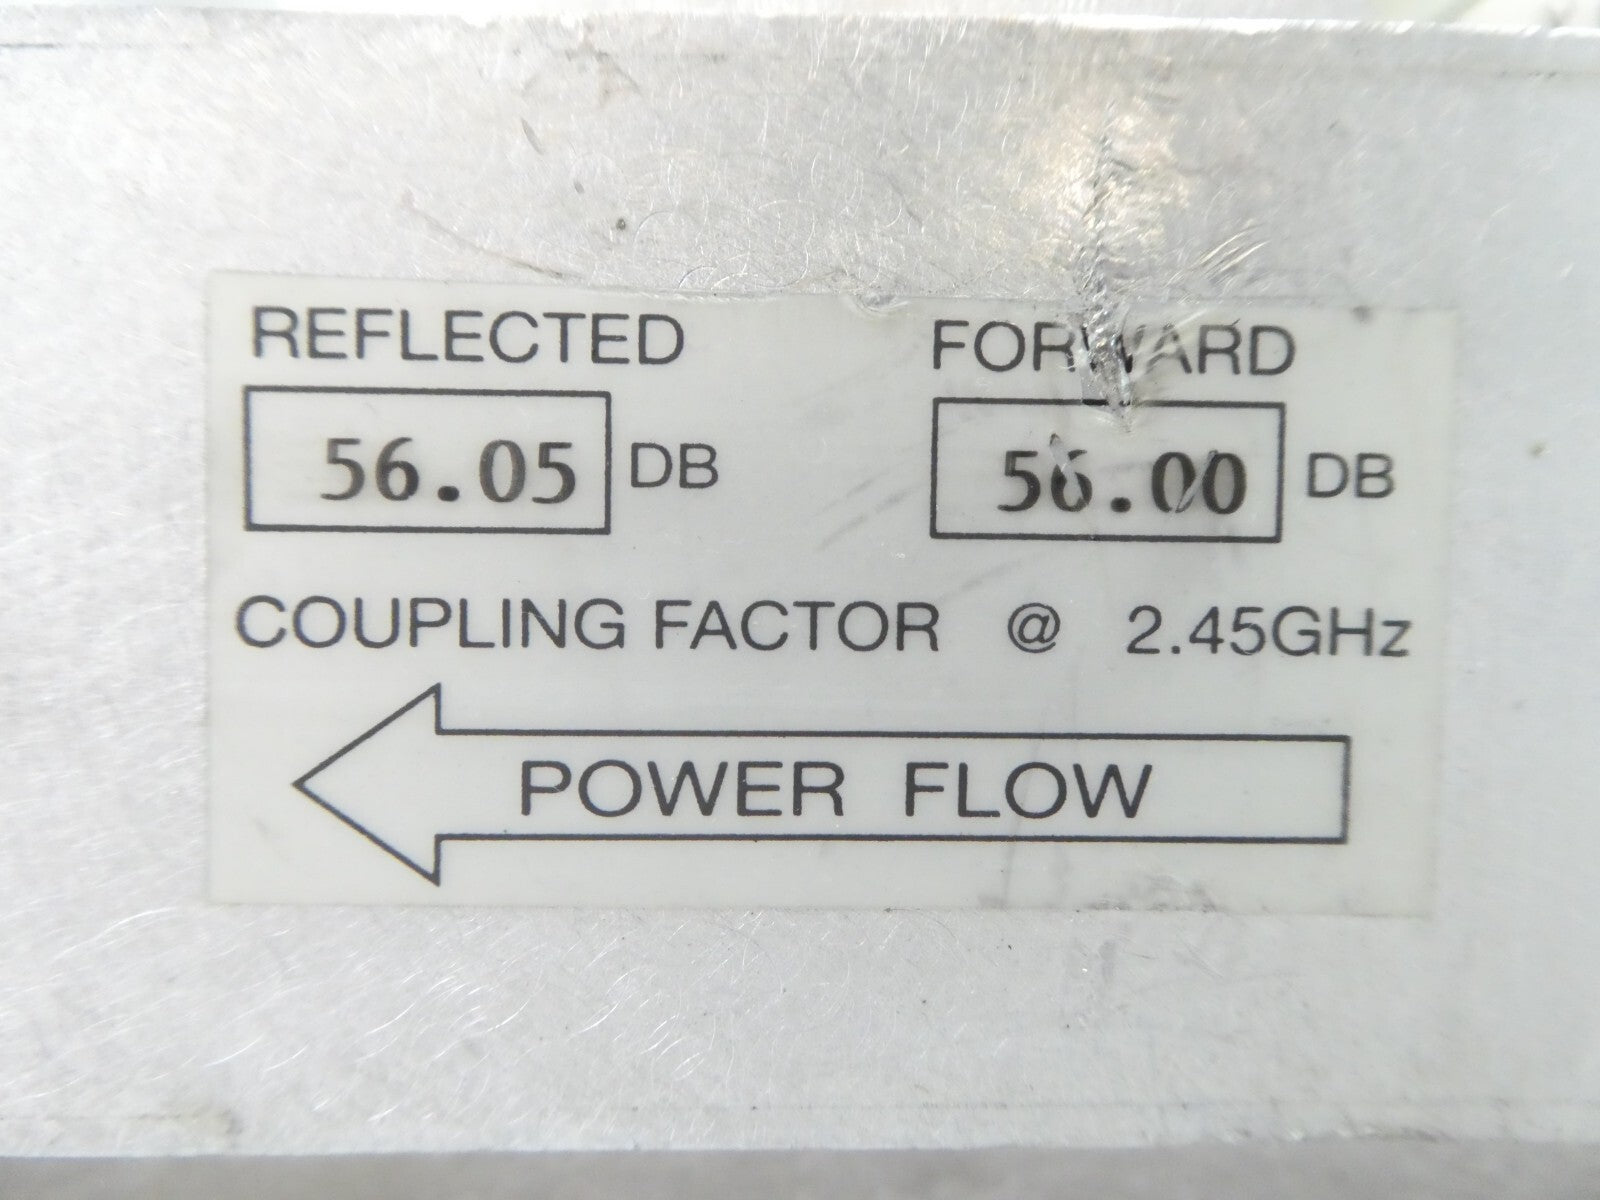 REFLECTED FORWARD
56.05 DB 56.00 DB
COUPLING FACTOR @ 2.45GHz
POWER FLOW